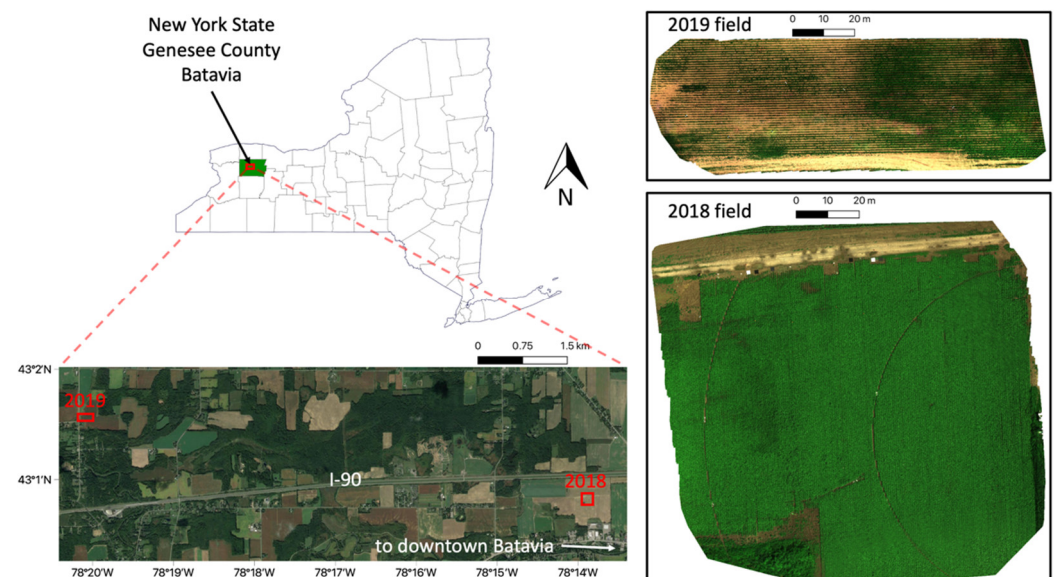 New York State
Genesee County
Batavia
N
0 0.75 1.5 km
43°2'N
43°1'N
2019
I-90
2018
to downtown Batavia
78°20'W 78°19'W 78°18'W 78°17'W 78°16'W 78°15'W 78°14'W
2019 field
0 10 20 m
2018 field
0 10 20 m